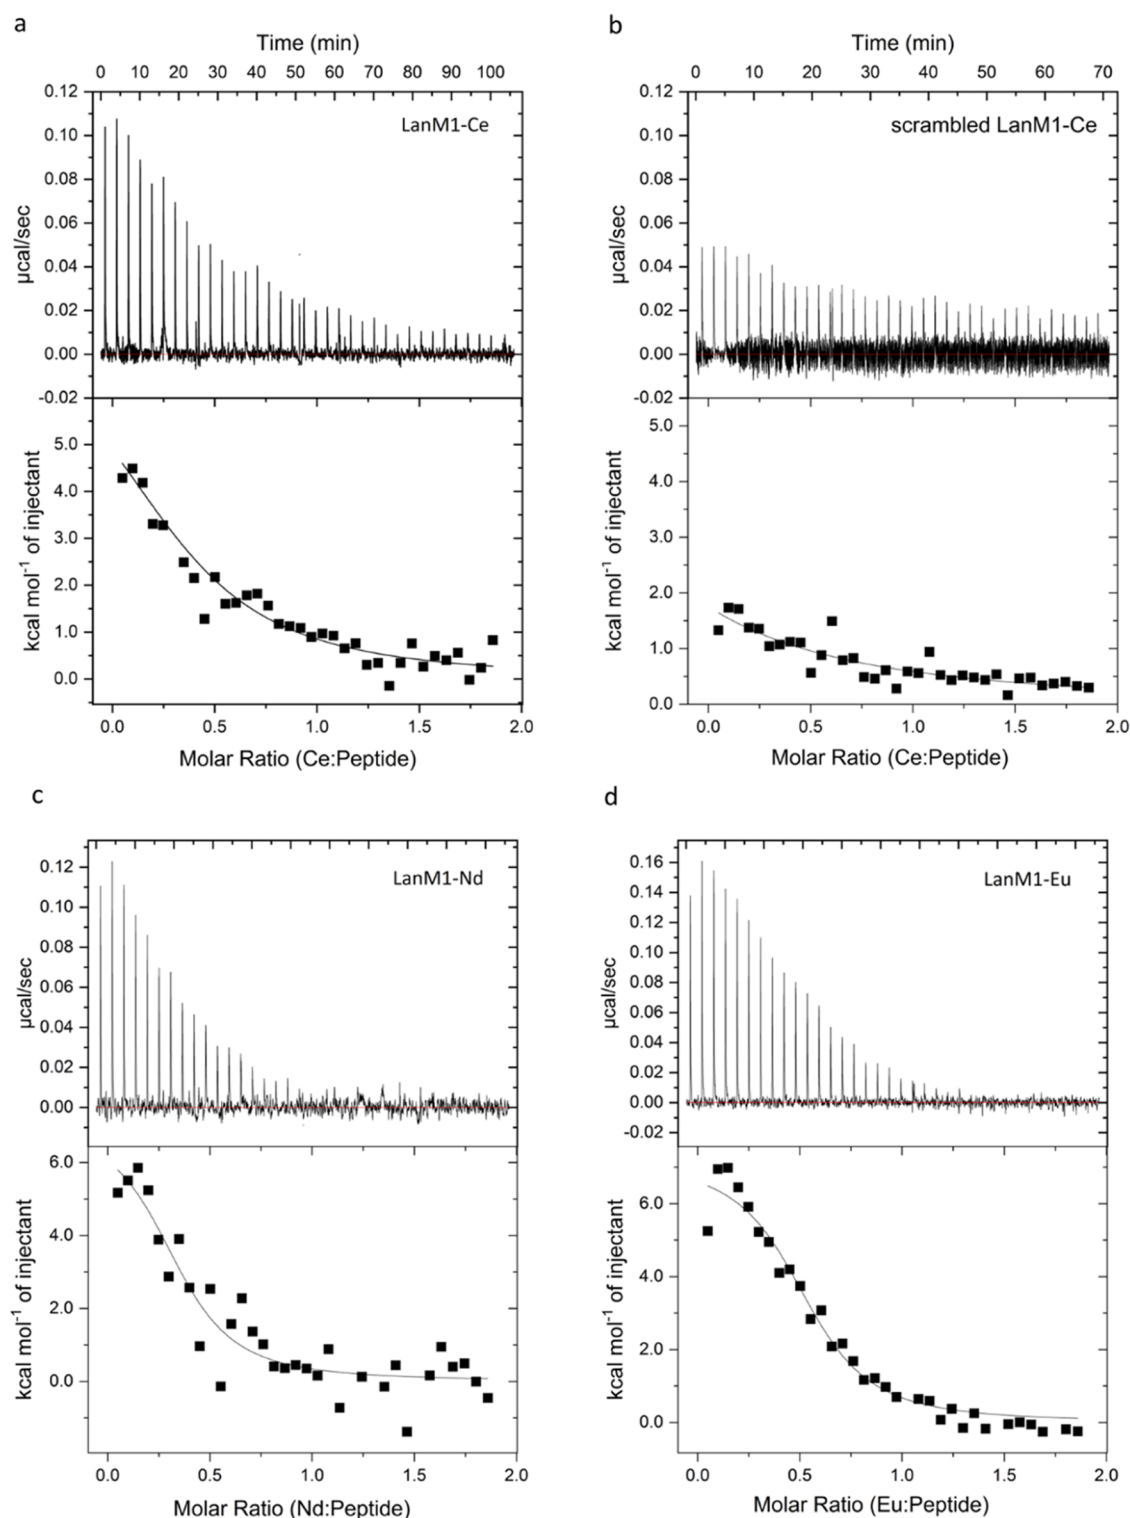 a
Time (min)
0 10 20 30 40 50 60 70 80 90 100
0.12
0.10
0.08
0.06
0.04
0.02
0.00
-0.02
µcal/sec
LanM1-Ce
5.0
4.0
3.0
2.0
1.0
0.0
kcal mol⁻¹ of injectant
0.0 0.5 1.0 1.5 2.0
Molar Ratio (Ce:Peptide)
b
Time (min)
0 10 20 30 40 50 60 70
0.12
0.10
0.08
0.06
0.04
0.02
0.00
-0.02
µcal/sec
scrambled LanM1-Ce
5.0
4.0
3.0
2.0
1.0
0.0
kcal mol⁻¹ of injectant
0.0 0.5 1.0 1.5 2.0
Molar Ratio (Ce:Peptide)
c
0.12
0.10
0.08
0.06
0.04
0.02
0.00
µcal/sec
LanM1-Nd
6.0
4.0
2.0
0.0
kcal mol⁻¹ of injectant
0.0 0.5 1.0 1.5 2.0
Molar Ratio (Nd:Peptide)
d
0.16
0.14
0.12
0.10
0.08
0.06
0.04
0.02
0.00
-0.02
µcal/sec
LanM1-Eu
6.0
4.0
2.0
0.0
kcal mol⁻¹ of injectant
0.0 0.5 1.0 1.5 2.0
Molar Ratio (Eu:Peptide)